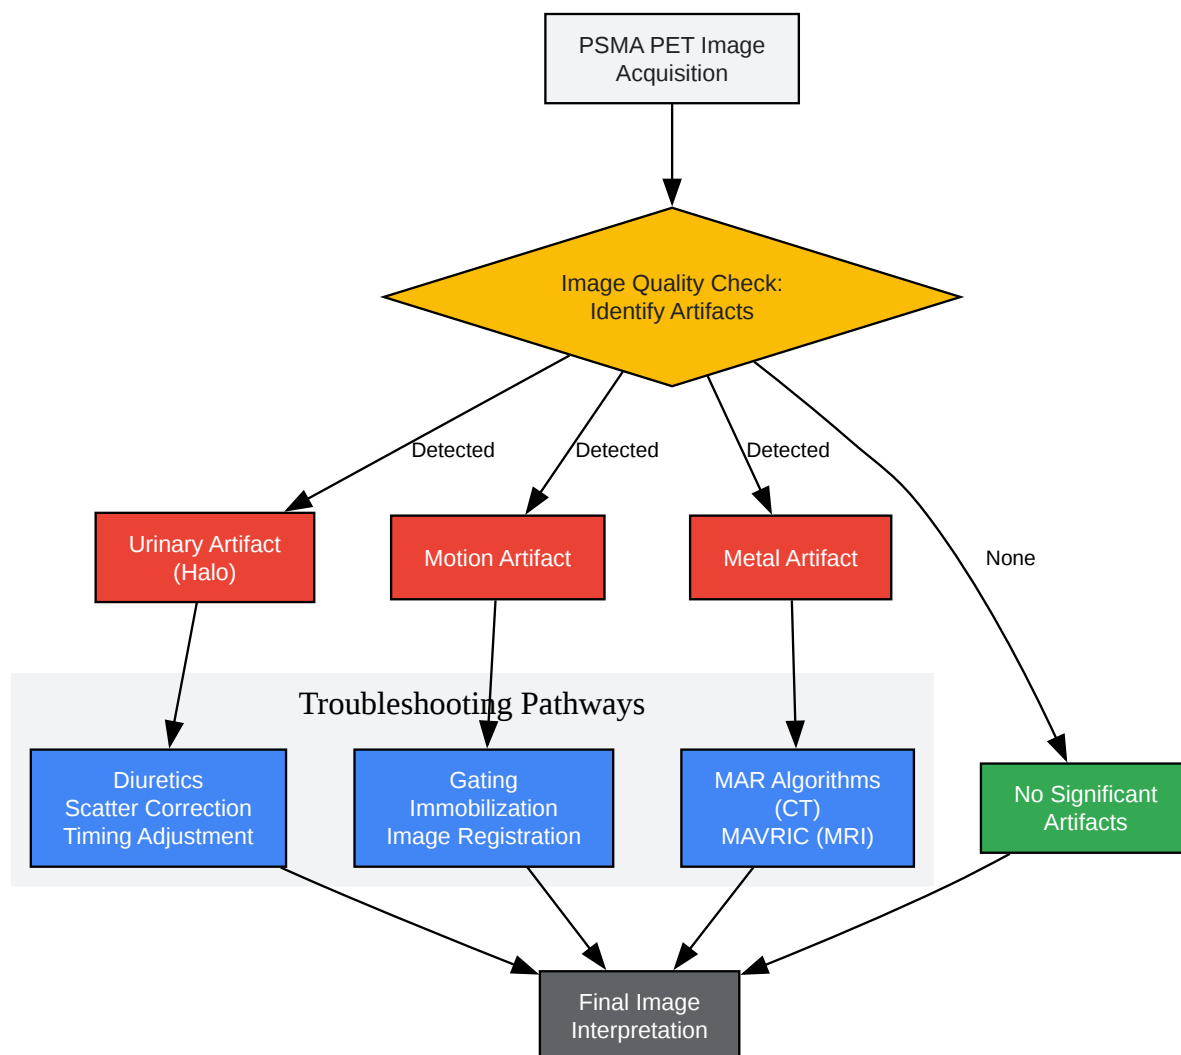 PSMA PET Image
Acquisition
Image Quality Check:
Identify Artifacts
Detected
Detected
Detected
None
Urinary Artifact
(Halo)
Motion Artifact
Metal Artifact
Troubleshooting Pathways
Diuretics
Scatter Correction
Timing Adjustment
Gating
Immobilization
Image Registration
MAR Algorithms
(CT)
MAVRIC (MRI)
No Significant
Artifacts
Final Image
Interpretation